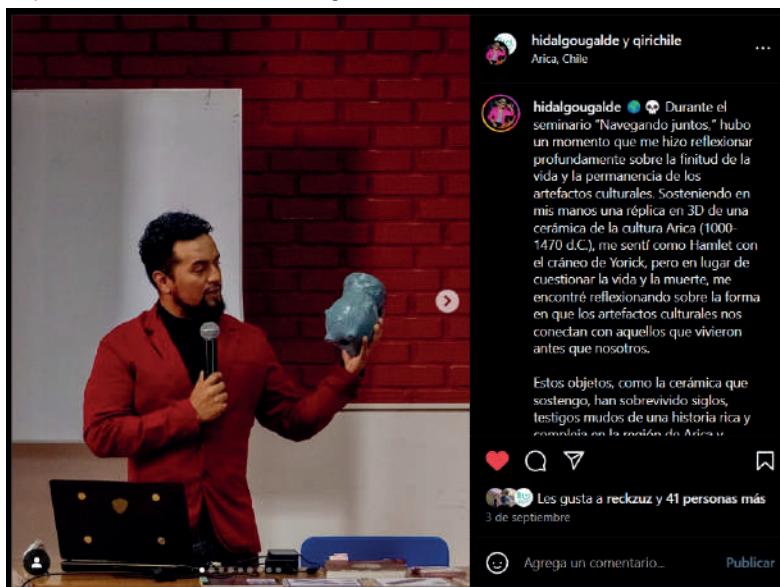 hidalgougalde y qirichile
Arica, Chile
hidalgougalde 🌍 💀 Durante el
seminario "Navegando juntos," hubo
un momento que me hizo reflexionar
profundamente sobre la finitud de la
vida y la permanencia de los
artefactos culturales. Sosteniendo en
mis manos una réplica en 3D de una
cerámica de la cultura Arica (1000-
1470 d.C.), me sentí como Hamlet con
el cráneo de Yorick, pero en lugar de
cuestionar la vida y la muerte, me
encontré reflexionando sobre la forma
en que los artefactos culturales nos
conectan con aquellos que vivieron
antes que nosotros.
Estos objetos, como la cerámica que
sostengo, han sobrevivido siglos,
testigos mudos de una historia rica y
compleja en la región de Arica y
Les gusta a reckzuz y 41 personas más
3 de septiembre
Agrega un comentario...
Publicar